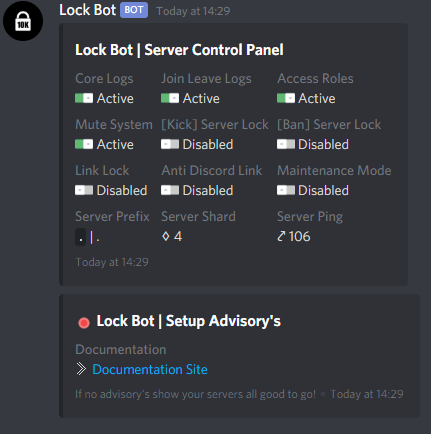 Lock Bot BOT Today at 14:29
10K
Lock Bot | Server Control Panel
Core Logs Join Leave Logs Access Roles
Active Active Active
Mute System [Kick] Server Lock [Ban] Server Lock
Active Disabled Disabled
Link Lock Anti Discord Link Maintenance Mode
Disabled Disabled Disabled
Server Prefix Server Shard Server Ping
. | . 4 106
Today at 14:29
Lock Bot | Setup Advisory's
Documentation
Documentation Site
If no advisory's show your servers all good to go! • Today at 14:29